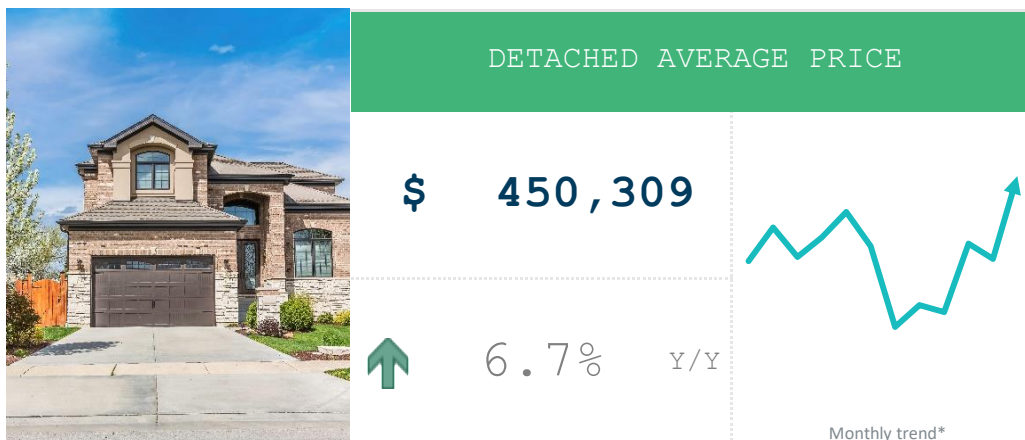 DETACHED AVERAGE PRICE
$ 450,309
6.7% Y/Y
Monthly trend*